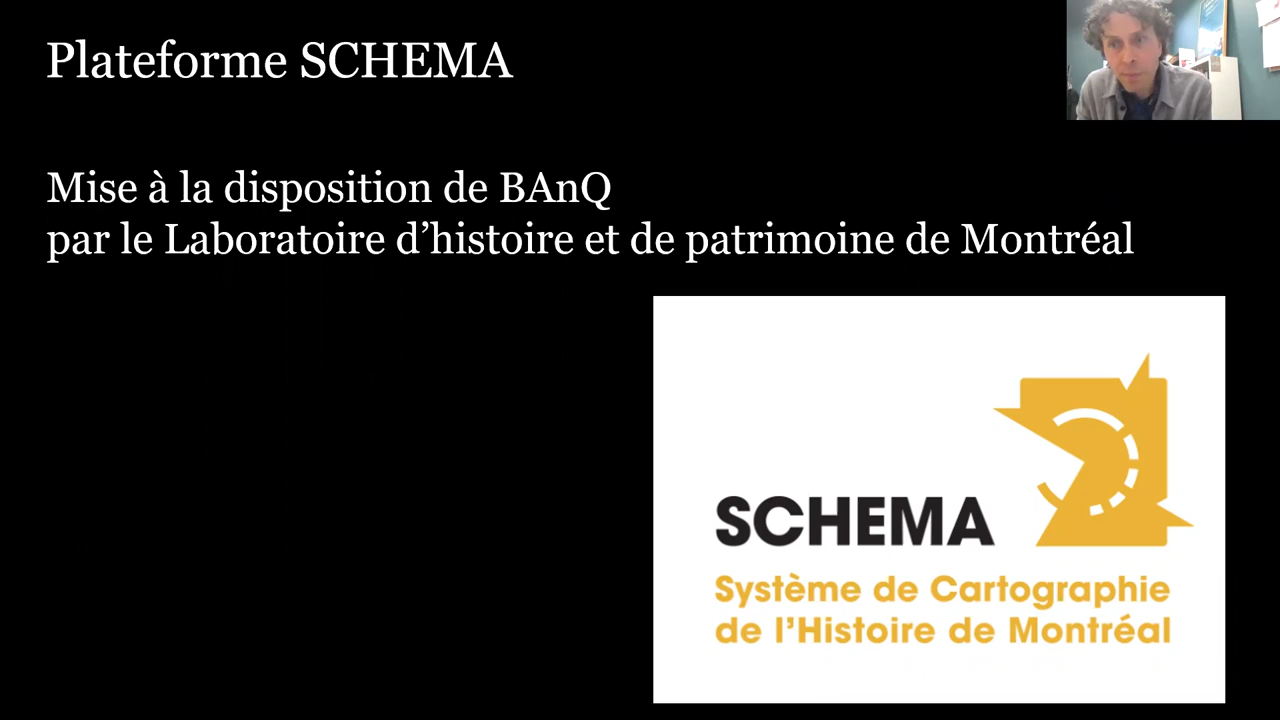 Plateforme SCHEMA
Mise à la disposition de BAnQ
par le Laboratoire d’histoire et de patrimoine de Montréal
SCHEMA
Système de Cartographie
de l’Histoire de Montréal